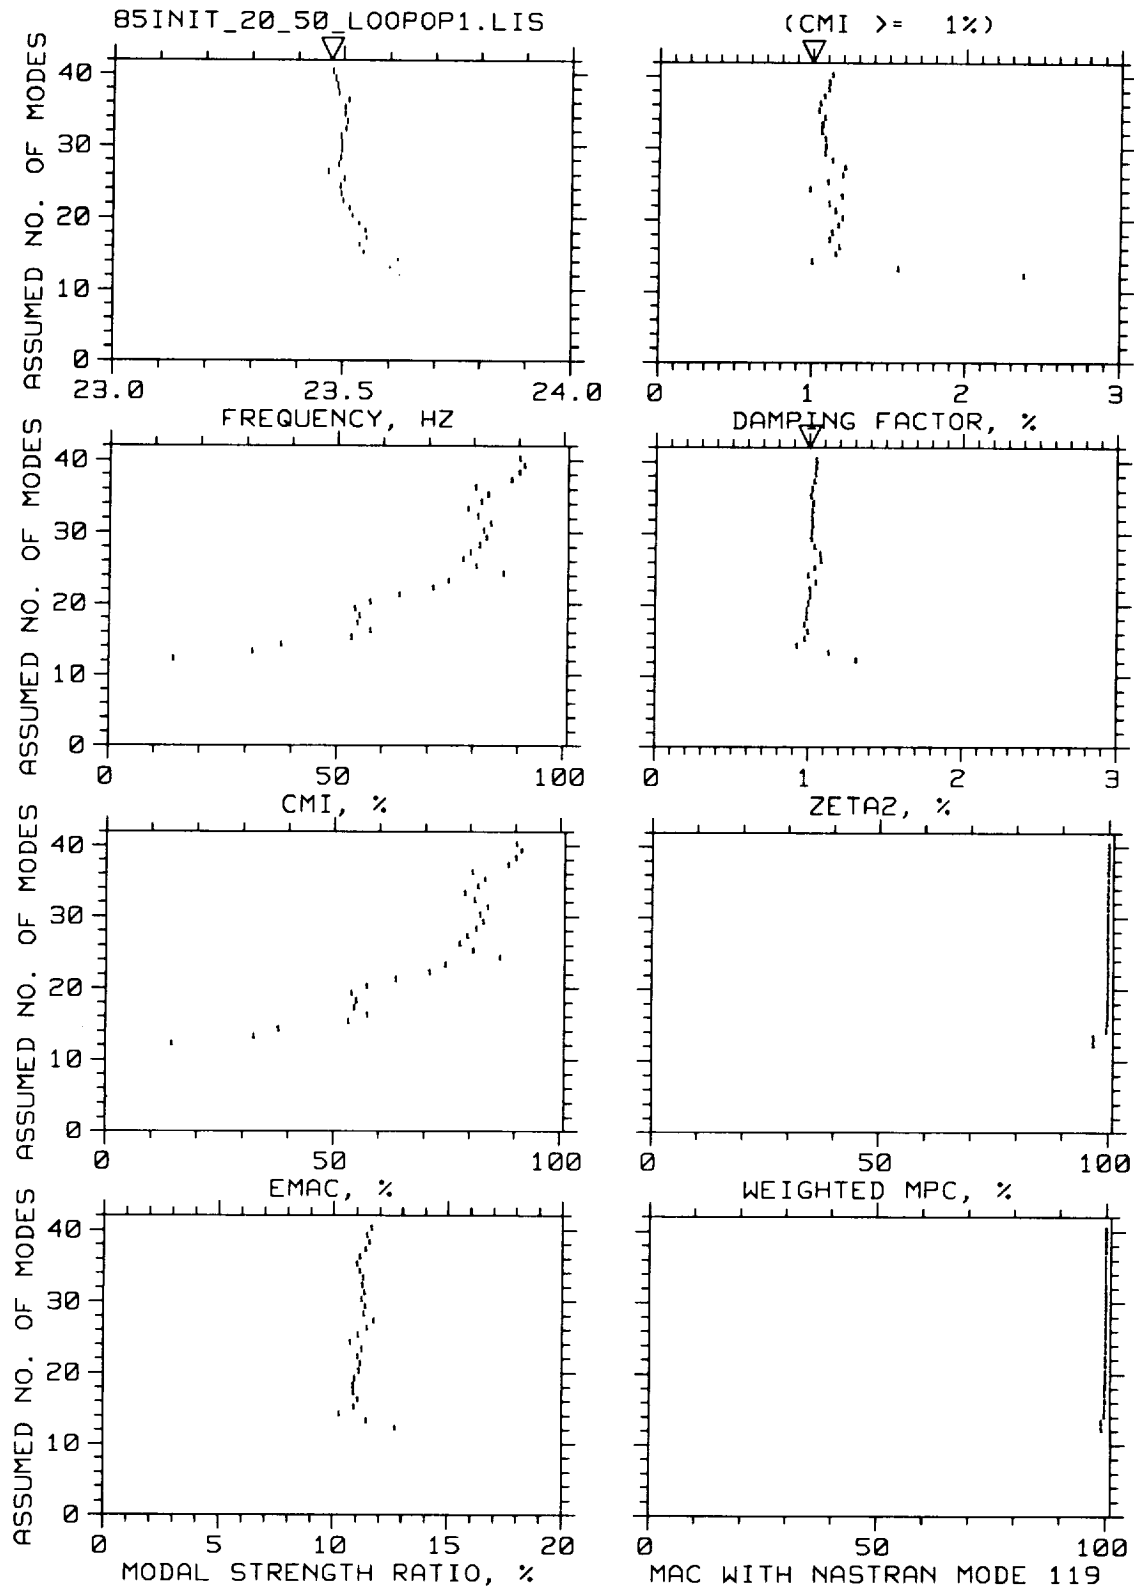 85INIT_20_50_LOOPOP1.LIS
(CMI >= 1%)
ASSUMED NO. OF MODES
40
30
20
10
0
23.0 23.5 24.0
FREQUENCY, HZ
0 1 2 3
DAMPING FACTOR, %
ASSUMED NO. OF MODES
40
30
20
10
0
0 50 100
CMI, %
0 1 2 3
ZETA2, %
ASSUMED NO. OF MODES
40
30
20
10
0
0 50 100
EMAC, %
0 50 100
WEIGHTED MPC, %
ASSUMED NO. OF MODES
40
30
20
10
0
0 5 10 15 20
MODAL STRENGTH RATIO, %
0 50 100
MAC WITH NASTRAN MODE 119